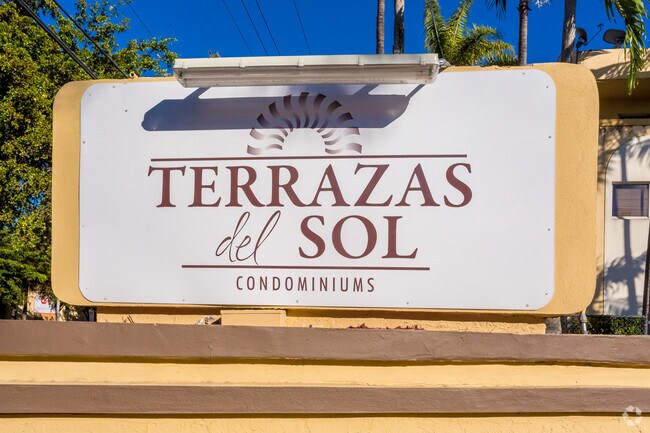 TERRAZAS
del SOL
CONDOMINIUMS